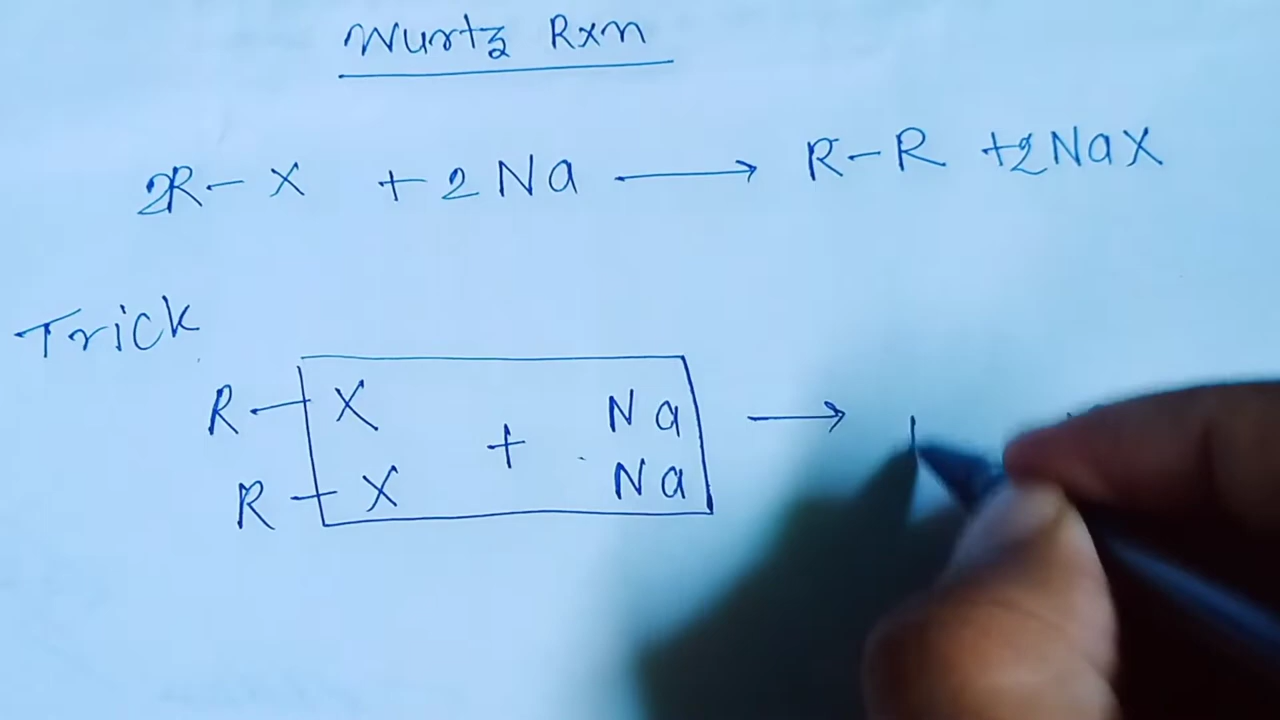 Wurtz Rxn
2R-X + 2Na → R-R + 2NaX
Trick
R-X + Na →
R-X Na